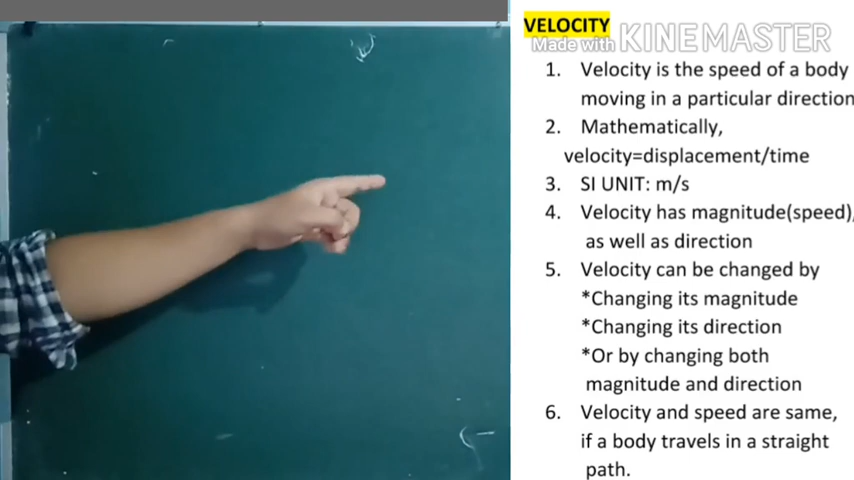 VELOCITY
Made with KINEMASTER
1. Velocity is the speed of a body
moving in a particular direction
2. Mathematically,
velocity=displacement/time
3. SI UNIT: m/s
4. Velocity has magnitude(speed),
as well as direction
5. Velocity can be changed by
*Changing its magnitude
*Changing its direction
*Or by changing both
magnitude and direction
6. Velocity and speed are same,
if a body travels in a straight
path.